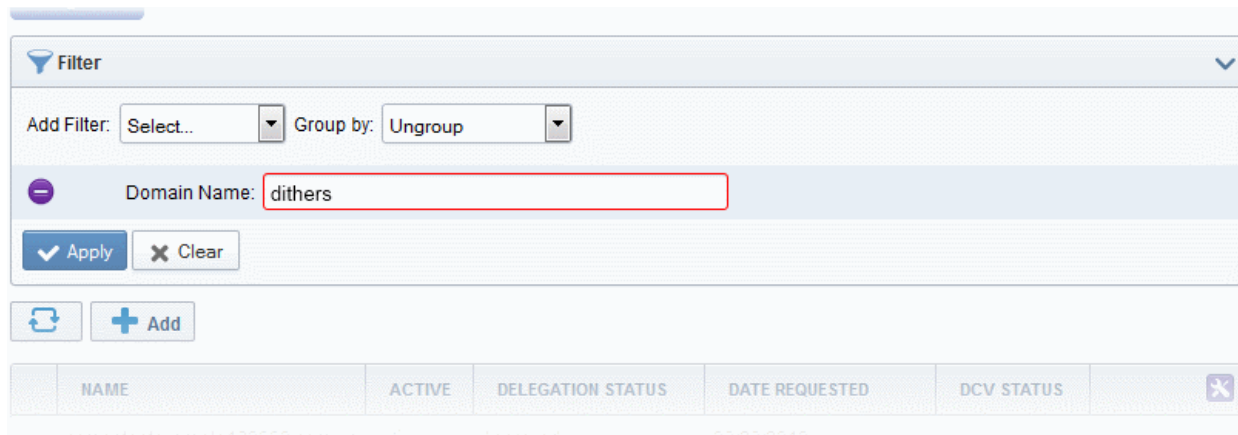 Filter
Add Filter: Select... Group by: Ungroup
Domain Name: dithers
Apply Clear
Add
NAME ACTIVE DELEGATION STATUS DATE REQUESTED DCV STATUS